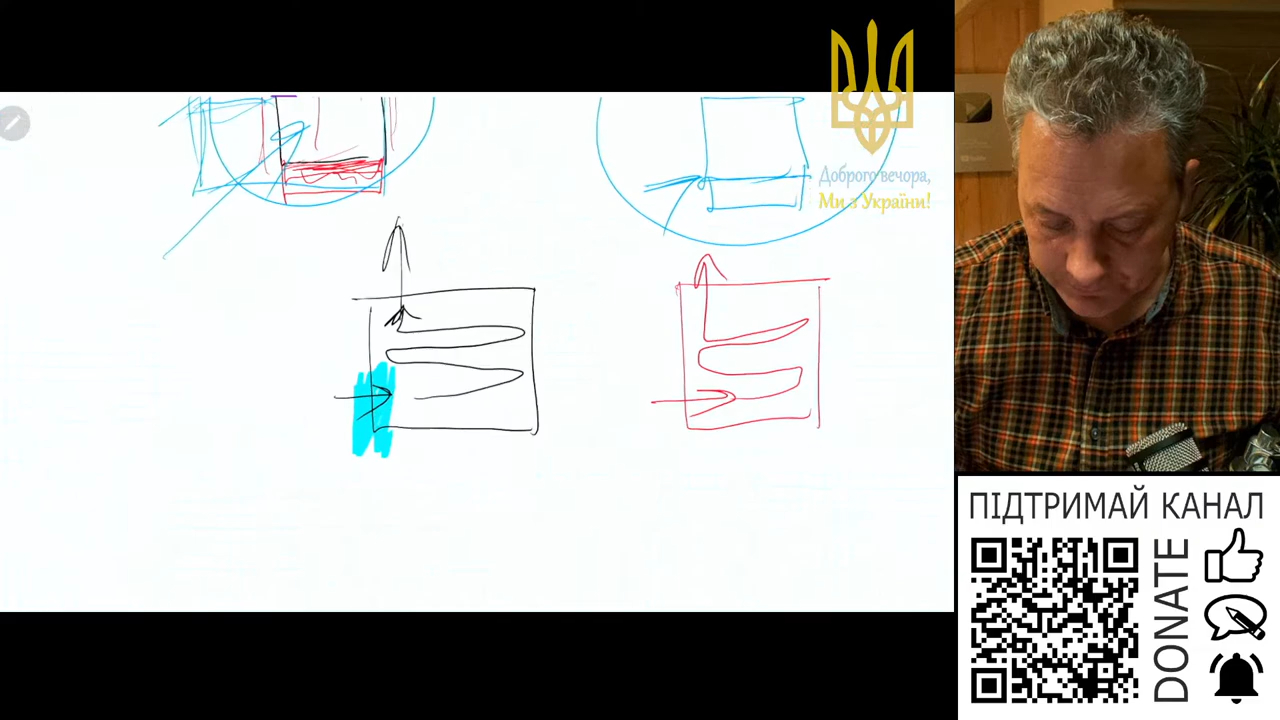 Доброго вечора,
Ми з України!
ПІДТРИМАЙ КАНАЛ
DONATE